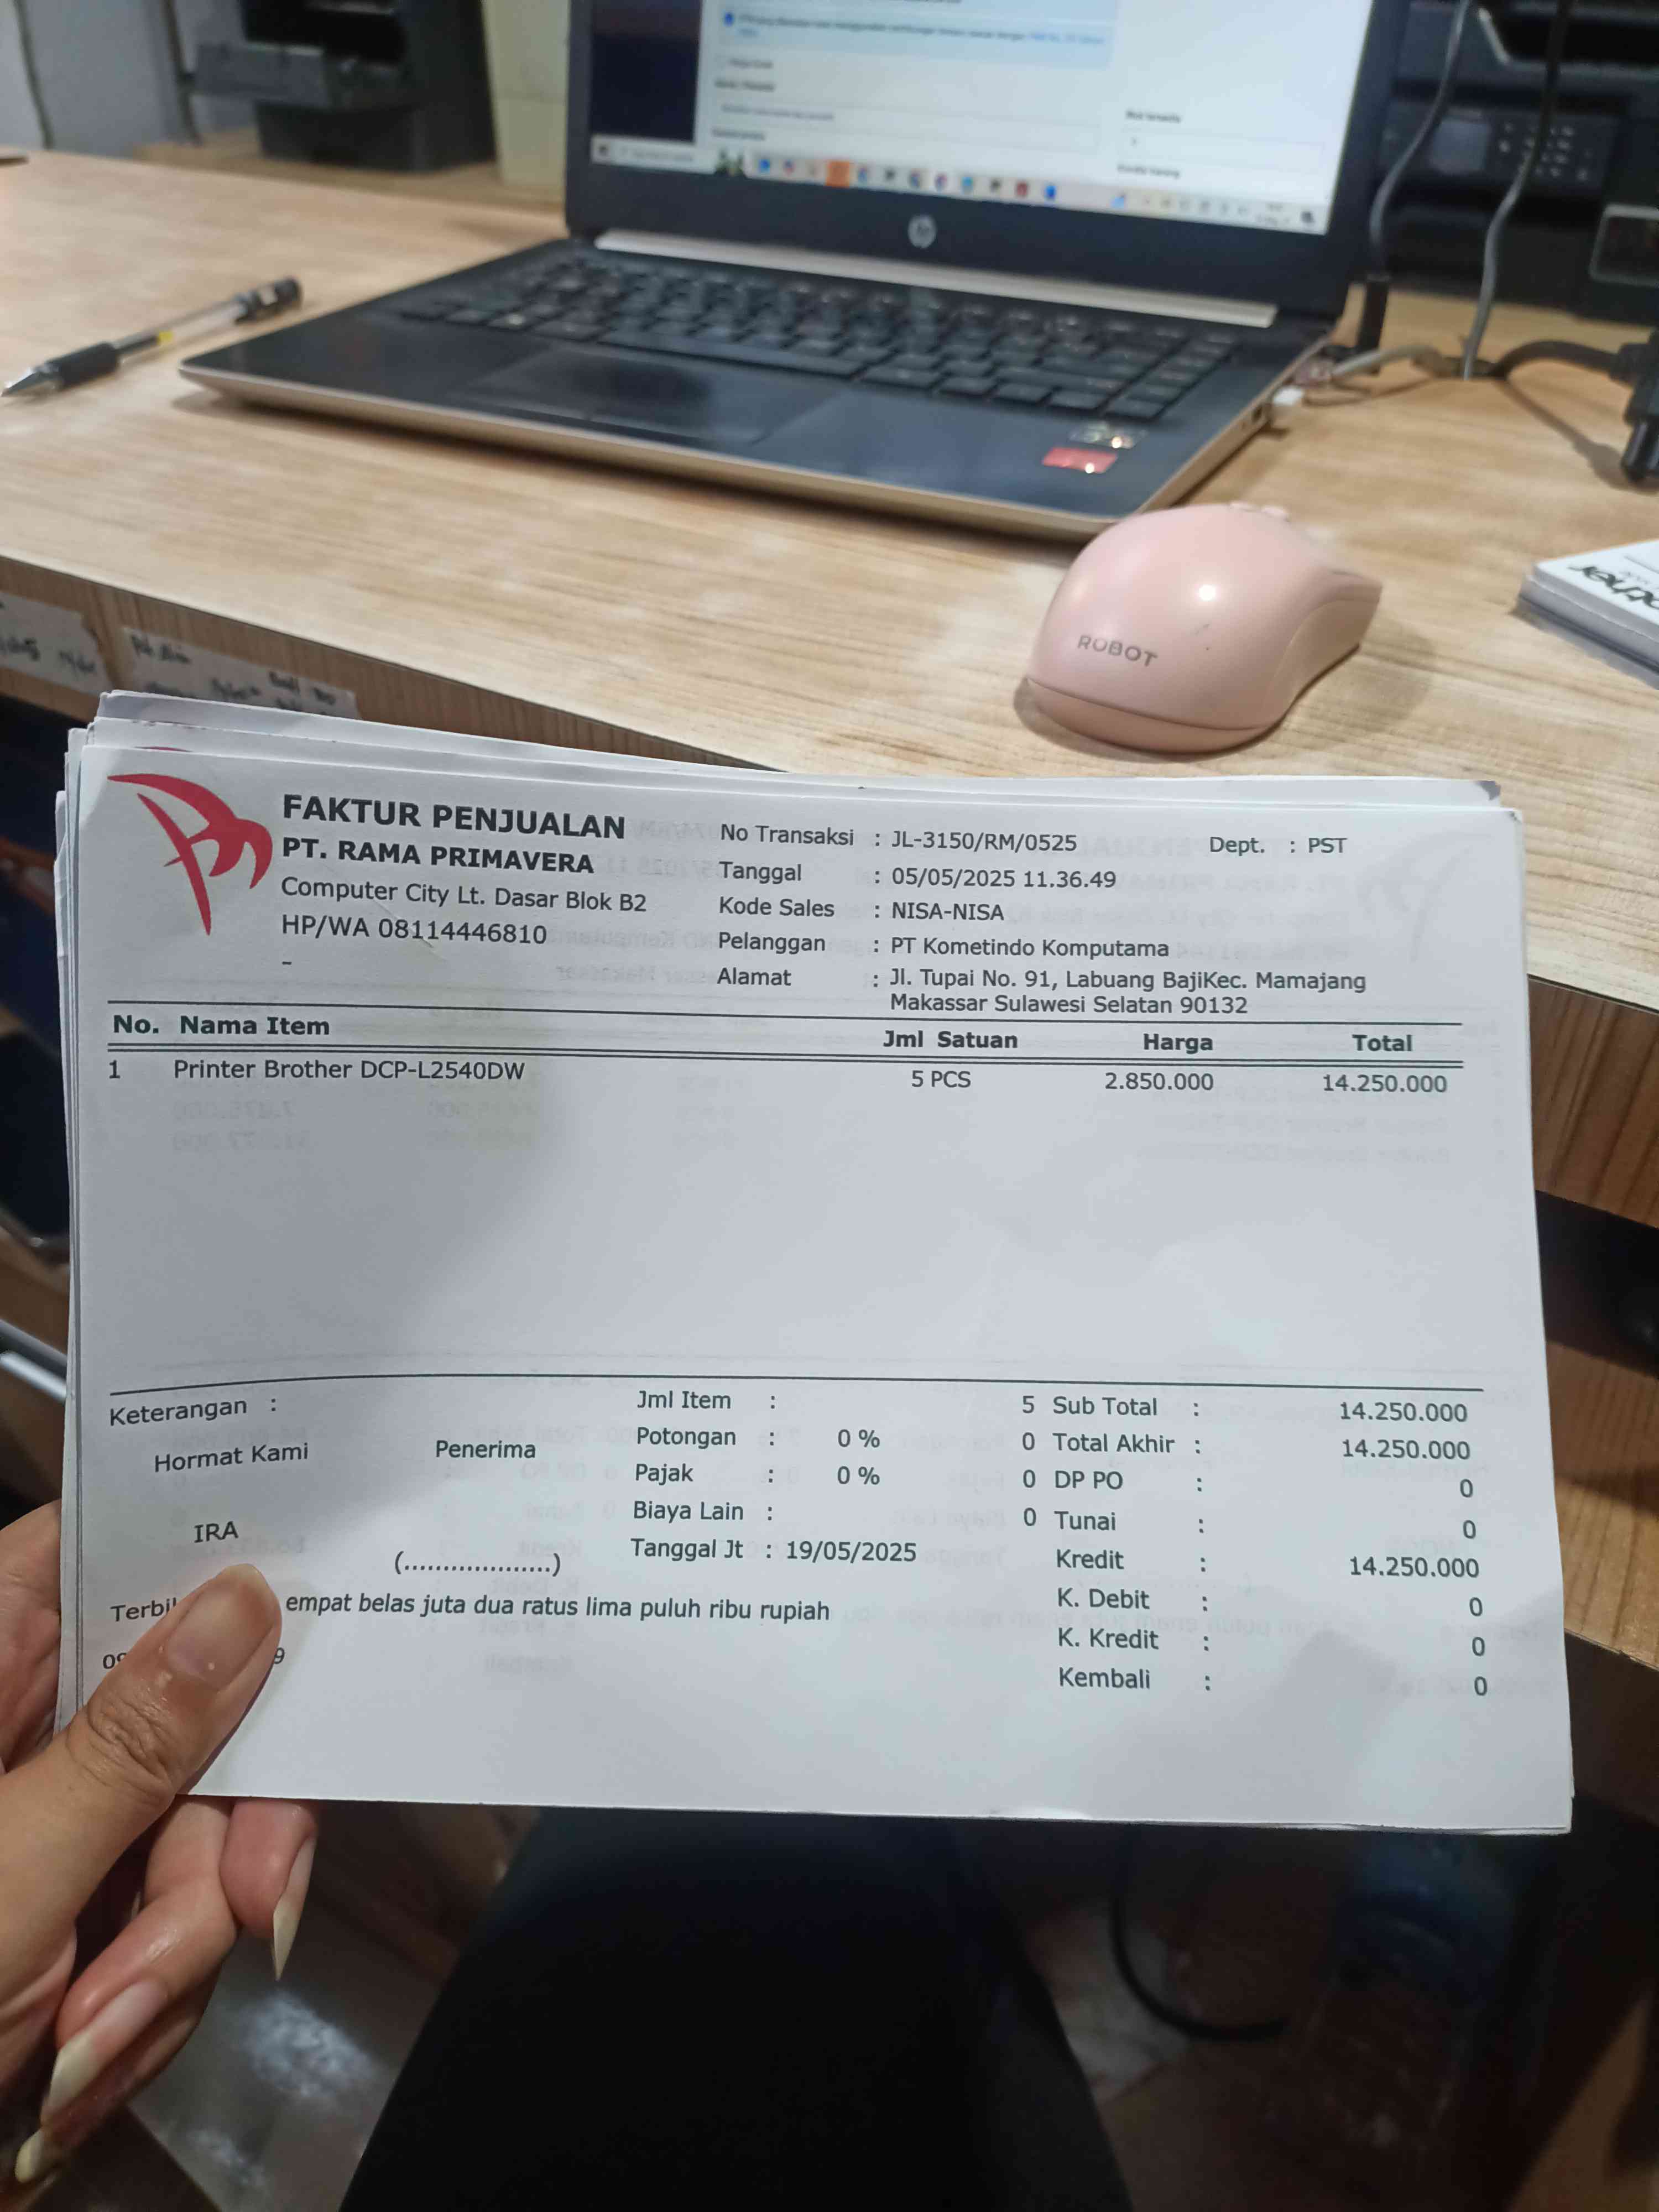 ROBOT
FAKTUR PENJUALAN
PT. RAMA PRIMAVERA
Computer City Lt. Dasar Blok B2
HP/WA 08114446810
-
No Transaksi : JL-3150/RM/0525 Dept. : PST
Tanggal : 05/05/2025 11.36.49
Kode Sales : NISA-NISA
Pelanggan : PT Kometindo Komputama
Alamat : Jl. Tupai No. 91, Labuang BajiKec. Mamajang
Makassar Sulawesi Selatan 90132
No. Nama Item Jml Satuan Harga Total
1 Printer Brother DCP-L2540DW 5 PCS 2.850.000 14.250.000
Keterangan :
Hormat Kami Penerima
IRA
(...................)
Jml Item : 5
Potongan : 0 % 0
Pajak : 0 % 0
Biaya Lain : 0
Tanggal Jt : 19/05/2025
Sub Total : 14.250.000
Total Akhir : 14.250.000
DP PO : 0
Tunai : 0
Kredit : 14.250.000
K. Debit : 0
K. Kredit : 0
Kembali : 0
empat belas juta dua ratus lima puluh ribu rupiah